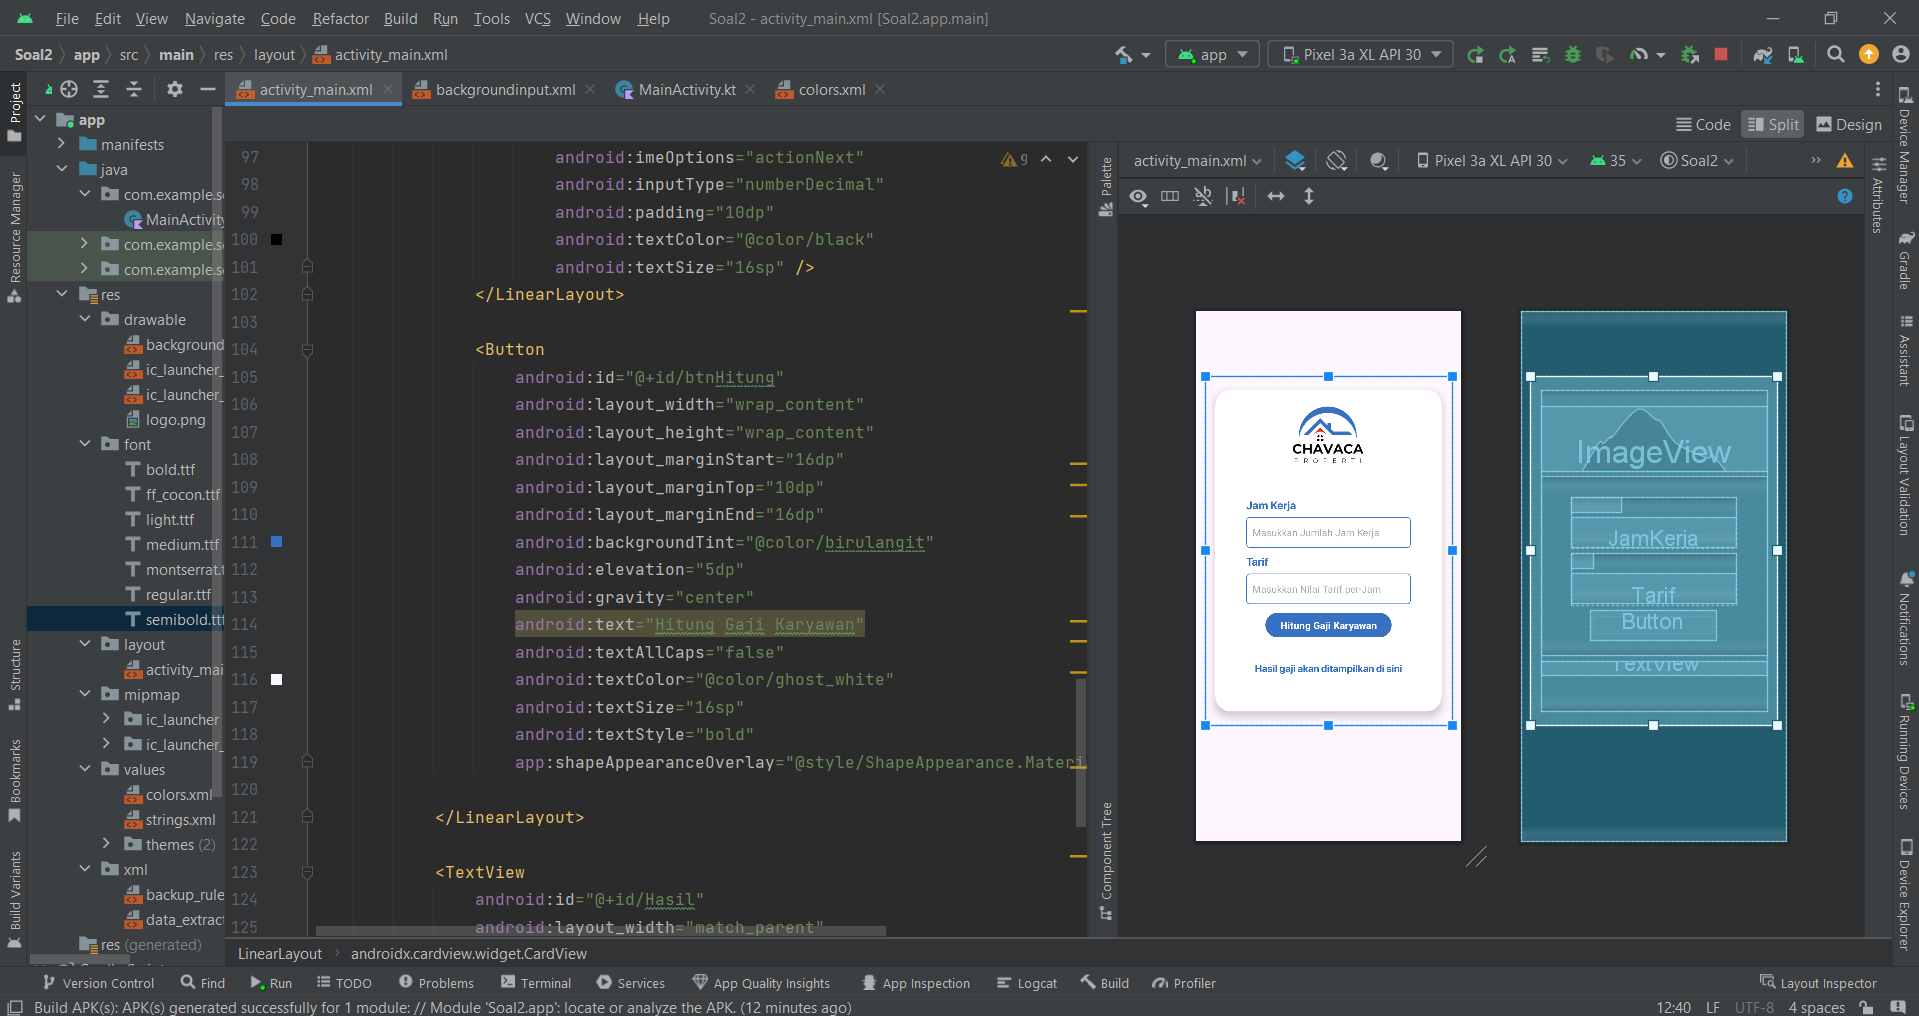 File Edit View Navigate Code Refactor Build Run Tools VCS Window Help Soal2 - activity_main.xml [Soal2.app.main]
Soal2 app src main res layout activity_main.xml
app Pixel 3a XL API 30
activity_main.xml backgroundinput.xml MainActivity.kt colors.xml
Code Split Design
Project
Resource Manager
Structure
Bookmarks
Build Variants
app
manifests
java
com.example.s
MainActivity
com.example.s
com.example.s
res
drawable
background
ic_launcher_
ic_launcher_
logo.png
font
bold.ttf
ff_cocon.ttf
light.ttf
medium.ttf
montserrat.t
regular.ttf
semibold.ttf
layout
activity_mai
mipmap
ic_launcher
ic_launcher_
values
colors.xml
strings.xml
themes (2)
xml
backup_rule
data_extract
res (generated)
97 android:imeOptions="actionNext"
98 android:inputType="numberDecimal"
99 android:padding="10dp"
100 android:textColor="@color/black"
101 android:textSize="16sp" />
102 </LinearLayout>
103
104 <Button
105 android:id="@+id/btnHitung"
106 android:layout_width="wrap_content"
107 android:layout_height="wrap_content"
108 android:layout_marginStart="16dp"
109 android:layout_marginTop="10dp"
110 android:layout_marginEnd="16dp"
111 android:backgroundTint="@color/birulangit"
112 android:elevation="5dp"
113 android:gravity="center"
114 android:text="Hitung Gaji Karyawan"
115 android:textAllCaps="false"
116 android:textColor="@color/ghost_white"
117 android:textSize="16sp"
118 android:textStyle="bold"
119 app:shapeAppearanceOverlay="@style/ShapeAppearance.Materi
120
121 </LinearLayout>
122
123 <TextView
124 android:id="@+id/Hasil"
125 android:layout_width="match_parent"
9
LinearLayout androidx.cardview.widget.CardView
Palette
Component Tree
activity_main.xml Pixel 3a XL API 30 35 Soal2
CHAVACA
PROPERTI
Jam Kerja
Masukkan Jumlah Jam Kerja
Tarif
Masukkan Nilai Tarif per-Jam
Hitung Gaji Karyawan
Hasil gaji akan ditampilkan di sini
ImageView
JamKerja
Tarif
Button
TextView
Attributes
Device Manager
Gradle
Assistant
Layout Validation
Notifications
Running Devices
Device Explorer
Version Control Find Run TODO Problems Terminal Services App Quality Insights App Inspection Logcat Build Profiler Layout Inspector
Build APK(s): APK(s) generated successfully for 1 module: // Module 'Soal2.app': locate or analyze the APK. (12 minutes ago) 12:40 LF UTF-8 4 spaces